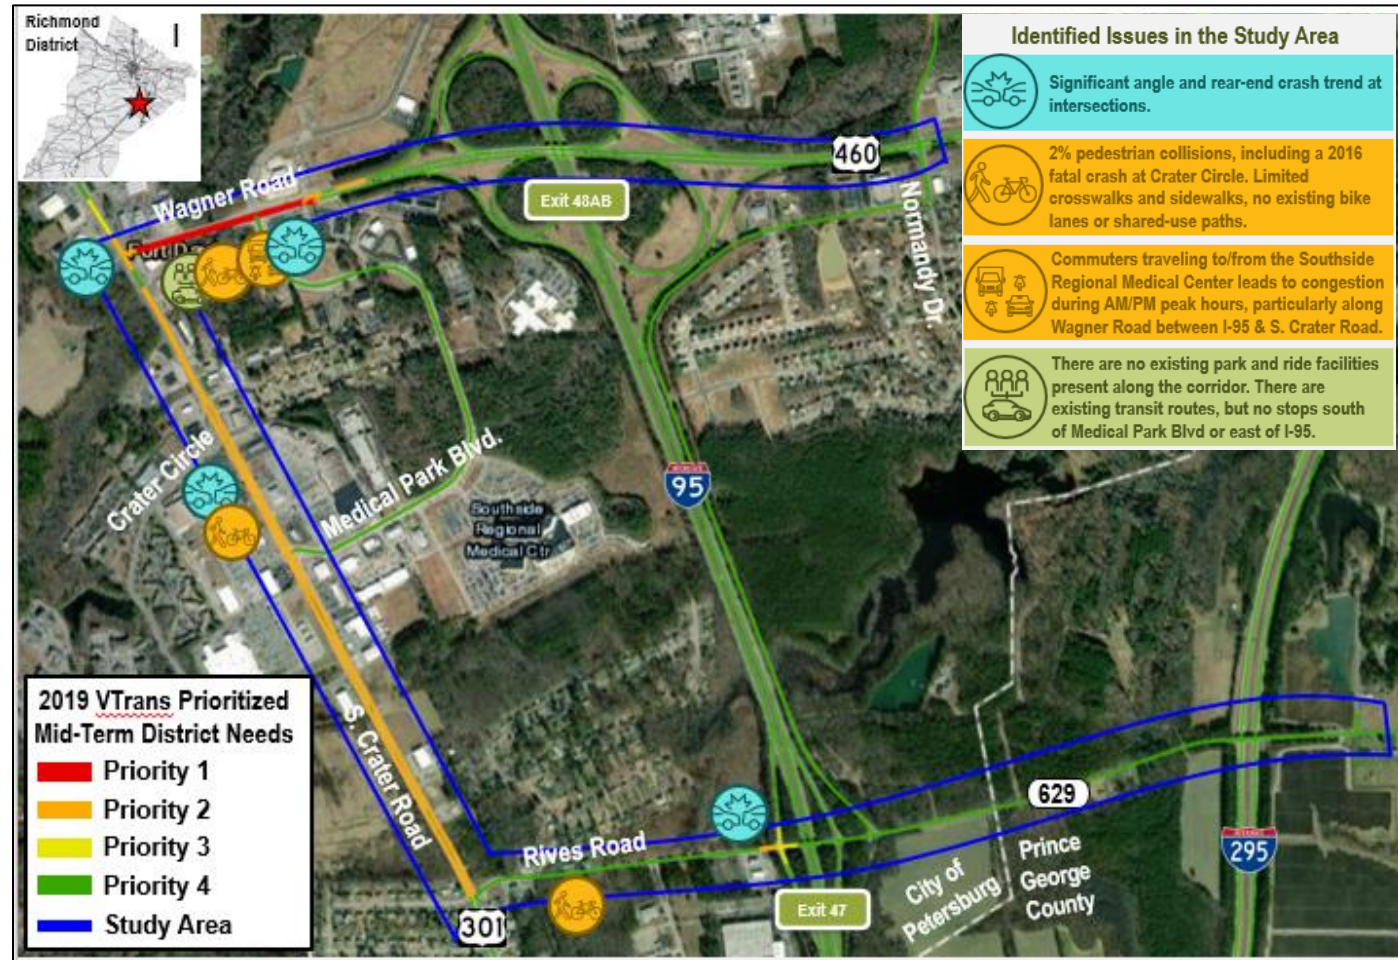 Richmond
District
Identified Issues in the Study Area
Significant angle and rear-end crash trend at
intersections.
2% pedestrian collisions, including a 2016
fatal crash at Crater Circle. Limited
crosswalks and sidewalks, no existing bike
lanes or shared-use paths.
Commuters traveling to/from the Southside
Regional Medical Center leads to congestion
during AM/PM peak hours, particularly along
Wagner Road between I-95 & S. Crater Road.
There are no existing park and ride facilities
present along the corridor. There are
existing transit routes, but no stops south
of Medical Park Blvd or east of I-95.
460
Wagner Road
Exit 48AB
Normandy Dr.
Crater Circle
Medical Park Blvd.
Southside
Regional
Medical Ctr
INTERSTATE
95
2019 VTrans Prioritized
Mid-Term District Needs
Priority 1
Priority 2
Priority 3
Priority 4
Study Area
S. Crater Road
Rives Road
629
INTERSTATE
295
301
Exit 47
City of
Petersburg
Prince
George
County